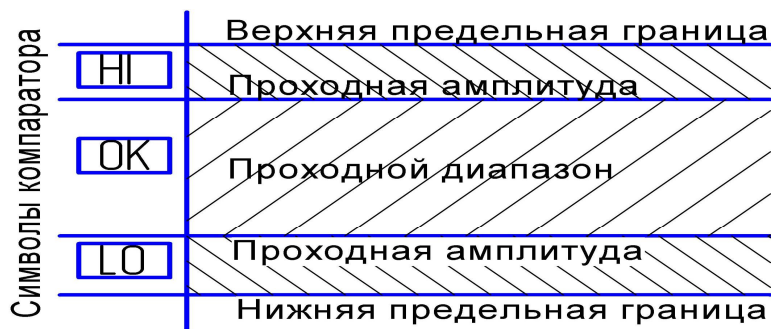 Символы компаратора
Верхняя предельная граница
HI
Проходная амплитуда
OK
Проходной диапазон
LO
Проходная амплитуда
Нижняя предельная граница